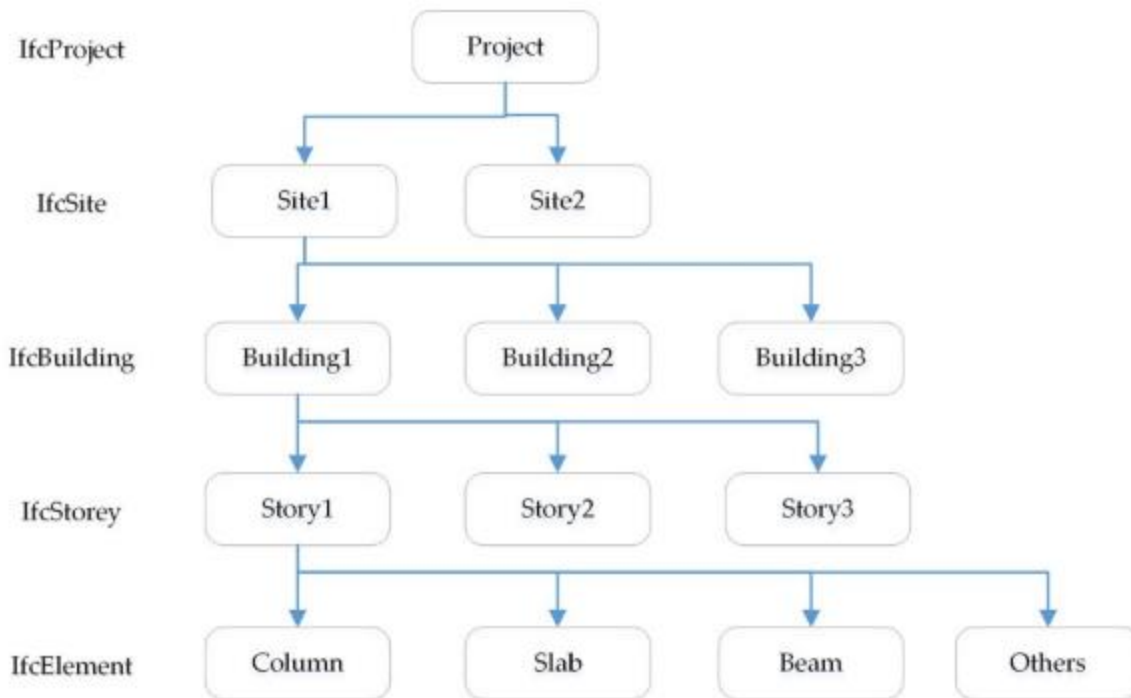 IfcProject
Project
IfcSite
Site1
Site2
IfcBuilding
Building1
Building2
Building3
IfcStorey
Story1
Story2
Story3
IfcElement
Column
Slab
Beam
Others